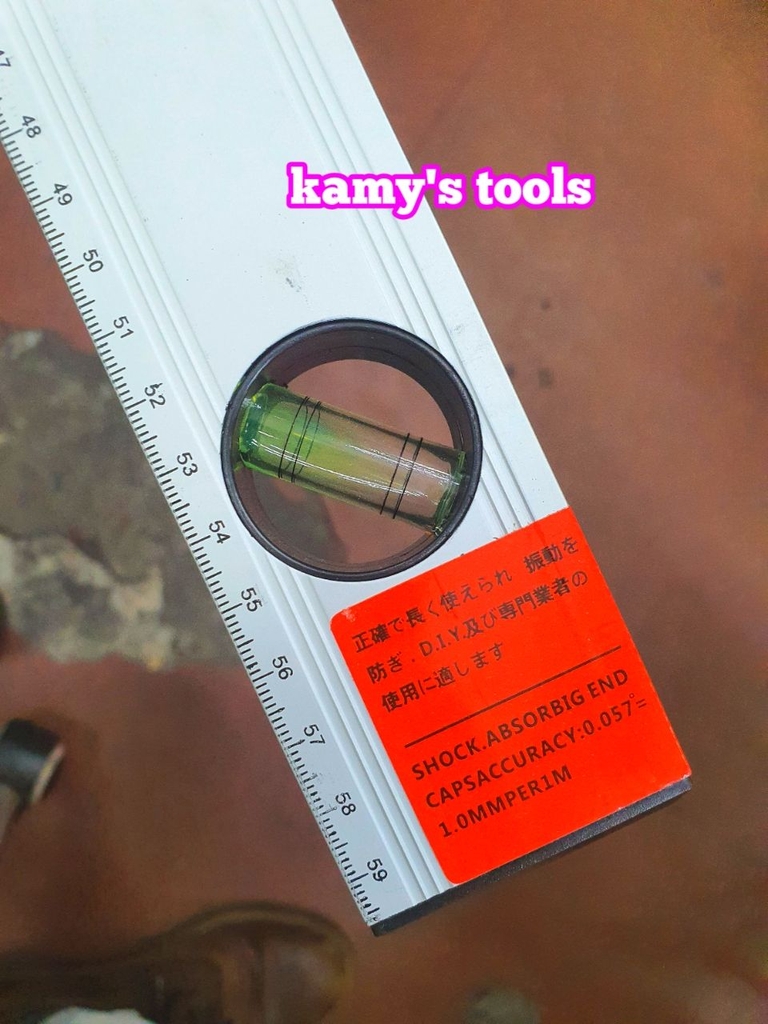 kamy's tools
47
48
49
50
51
52
53
54
55
56
57
58
59
正確で長く使えられ 振動を
防ぎ. D.I.Y.及び専門業者の
使用に適します
SHOCK.ABSORBIG END
CAPSACCURACY:0.057°=
1.0MMPER1M